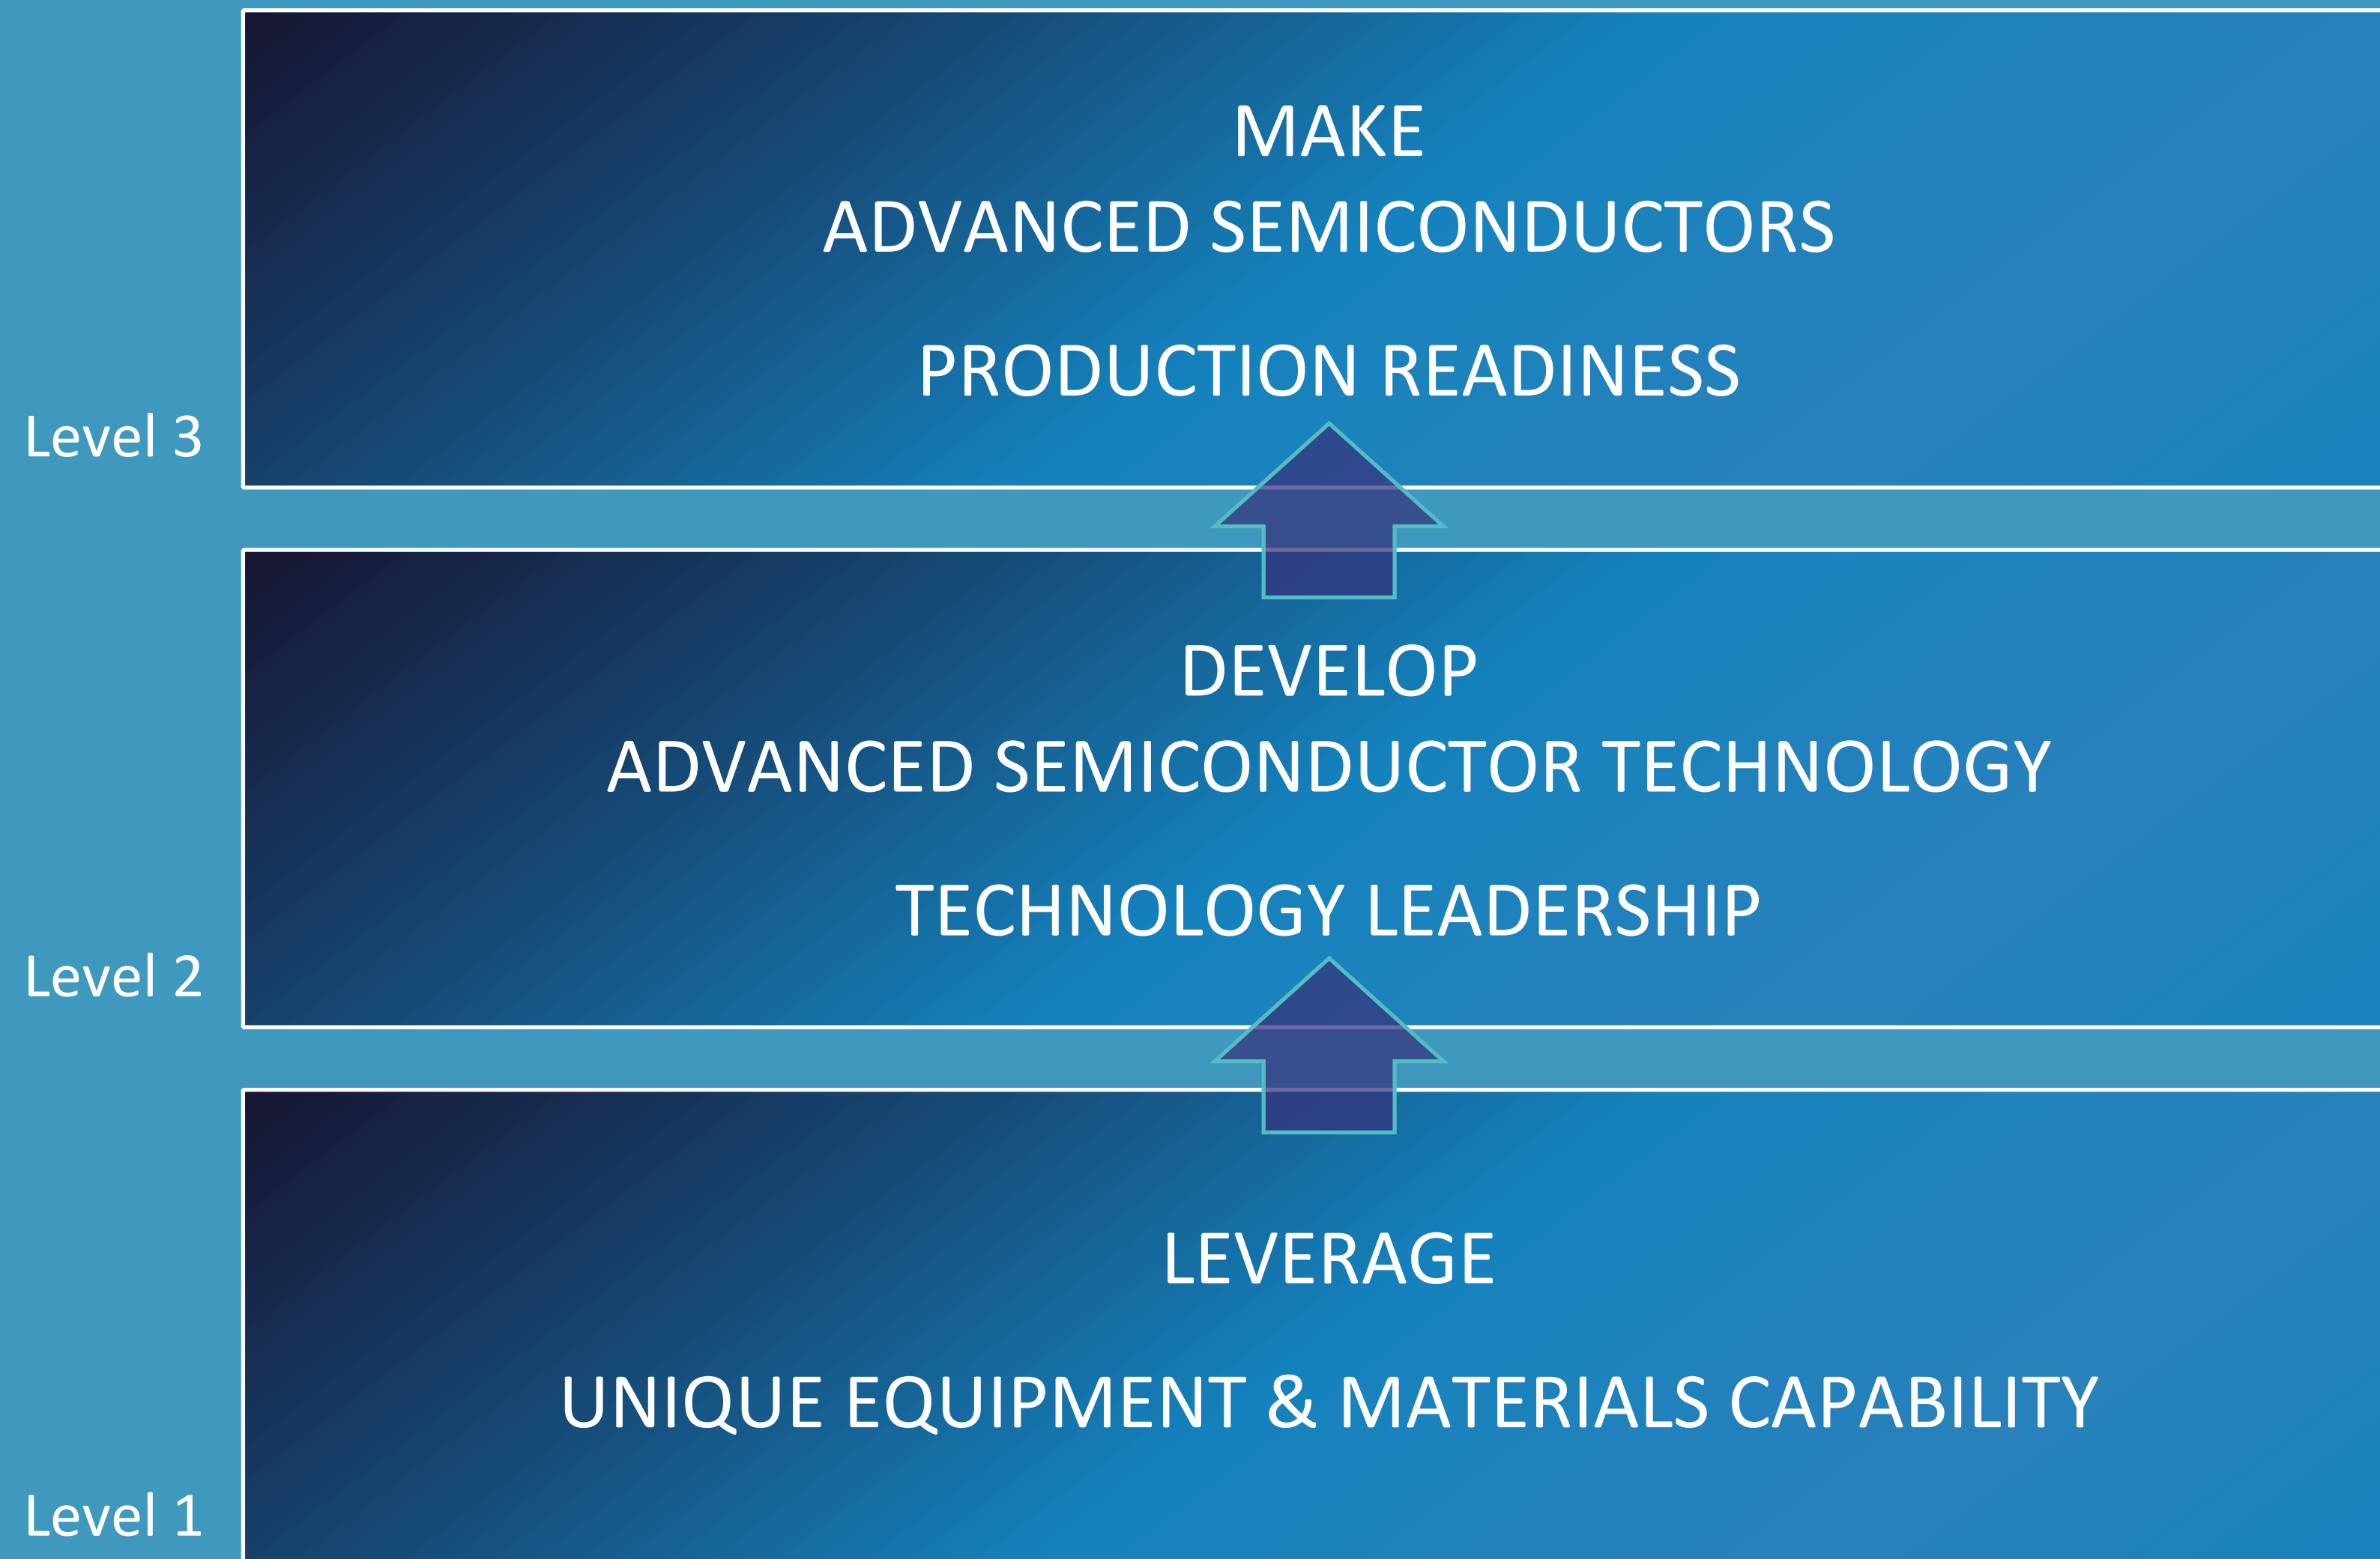 MAKE
ADVANCED SEMICONDUCTORS
PRODUCTION READINESS
Level 3
DEVELOP
ADVANCED SEMICONDUCTOR TECHNOLOGY
TECHNOLOGY LEADERSHIP
Level 2
LEVERAGE
UNIQUE EQUIPMENT & MATERIALS CAPABILITY
Level 1